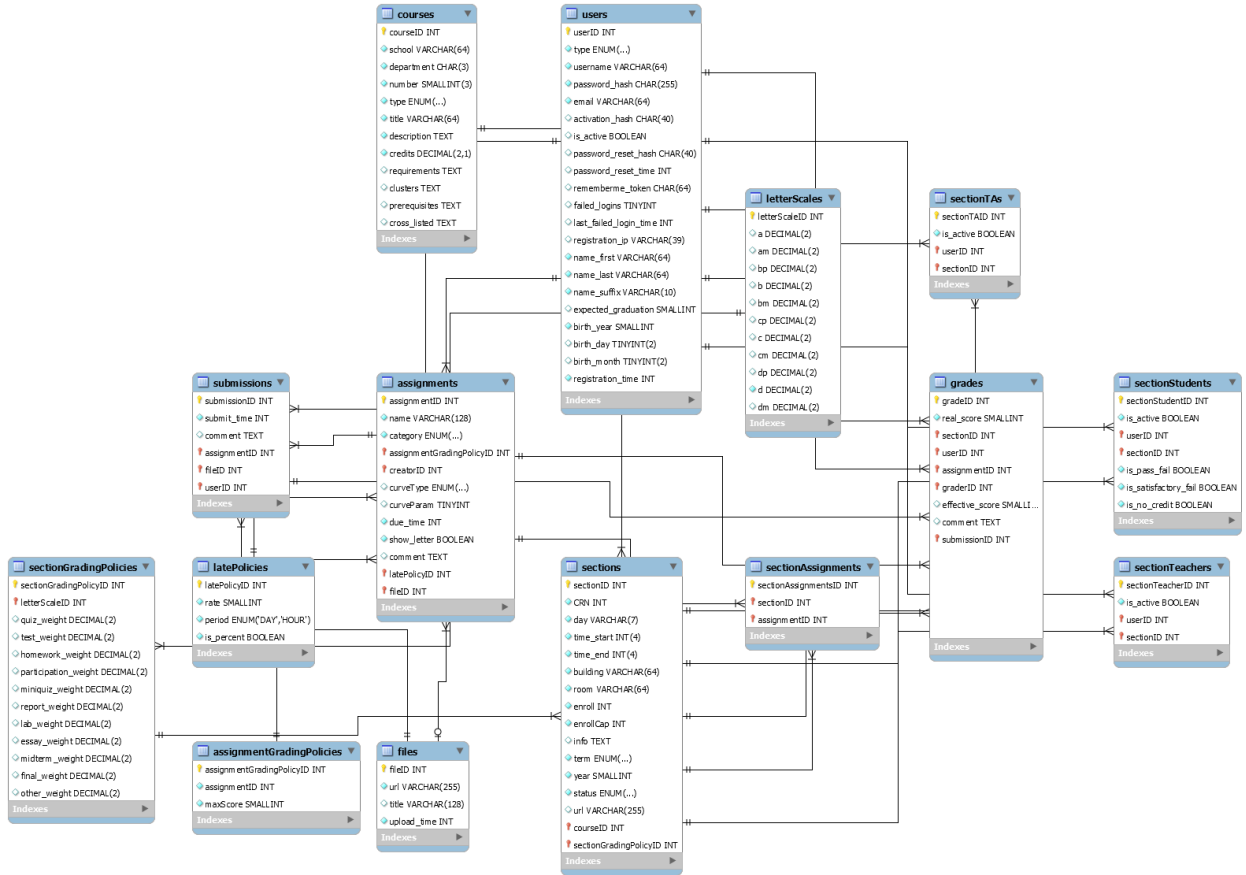 courses
courseID INT
school VARCHAR(64)
department CHAR(3)
number SMALLINT(3)
type ENUM(...)
title VARCHAR(64)
description TEXT
credits DECIMAL(2,1)
requirements TEXT
clusters TEXT
prerequisites TEXT
cross_listed TEXT
Indexes
users
userID INT
type ENUM(...)
username VARCHAR(64)
password_hash CHAR(255)
email VARCHAR(64)
activation_hash CHAR(40)
is_active BOOLEAN
password_reset_hash CHAR(40)
password_reset_time INT
rememberme_token CHAR(64)
failed_logins TINYINT
last_failed_login_time INT
registration_ip VARCHAR(39)
name_first VARCHAR(64)
name_last VARCHAR(64)
name_suffix VARCHAR(10)
expected_graduation SMALLINT
birth_year SMALLINT
birth_day TINYINT(2)
birth_month TINYINT(2)
registration_time INT
Indexes
letterScales
letterScaleID INT
a DECIMAL(2)
am DECIMAL(2)
bp DECIMAL(2)
b DECIMAL(2)
bm DECIMAL(2)
cp DECIMAL(2)
c DECIMAL(2)
cm DECIMAL(2)
dp DECIMAL(2)
d DECIMAL(2)
dm DECIMAL(2)
Indexes
sectionTAs
sectionTAID INT
is_active BOOLEAN
userID INT
sectionID INT
Indexes
submissions
submissionID INT
submit_time INT
comment TEXT
assignmentID INT
fileID INT
userID INT
Indexes
assignments
assignmentID INT
name VARCHAR(128)
category ENUM(...)
assignmentGradingPolicyID INT
creatorID INT
curveType ENUM(...)
curveParam TINYINT
due_time INT
show_letter BOOLEAN
comment TEXT
latePolicyID INT
fileID INT
Indexes
grades
gradeID INT
real_score SMALLINT
sectionID INT
userID INT
assignmentID INT
graderID INT
effective_score SMALLI...
comment TEXT
submissionID INT
Indexes
sectionStudents
sectionStudentID INT
is_active BOOLEAN
userID INT
sectionID INT
is_pass_fail BOOLEAN
is_satisfactory_fail BOOLEAN
is_no_credit BOOLEAN
Indexes
sectionGradingPolicies
sectionGradingPolicyID INT
letterScaleID INT
quiz_weight DECIMAL(2)
test_weight DECIMAL(2)
homework_weight DECIMAL(2)
participation_weight DECIMAL(2)
miniquiz_weight DECIMAL(2)
report_weight DECIMAL(2)
lab_weight DECIMAL(2)
essay_weight DECIMAL(2)
midterm_weight DECIMAL(2)
final_weight DECIMAL(2)
other_weight DECIMAL(2)
Indexes
latePolicies
latePolicyID INT
rate SMALLINT
period ENUM('DAY','HOUR')
is_percent BOOLEAN
Indexes
sections
sectionID INT
CRN INT
day VARCHAR(7)
time_start INT(4)
time_end INT(4)
building VARCHAR(64)
room VARCHAR(64)
enroll INT
enrollCap INT
info TEXT
term ENUM(...)
year SMALLINT
status ENUM(...)
url VARCHAR(255)
courseID INT
sectionGradingPolicyID INT
Indexes
sectionAssignments
sectionAssignmentsID INT
sectionID INT
assignmentID INT
Indexes
sectionTeachers
sectionTeacherID INT
is_active BOOLEAN
userID INT
sectionID INT
Indexes
assignmentGradingPolicies
assignmentGradingPolicyID INT
assignmentID INT
maxScore SMALLINT
Indexes
files
fileID INT
url VARCHAR(255)
title VARCHAR(128)
upload_time INT
Indexes